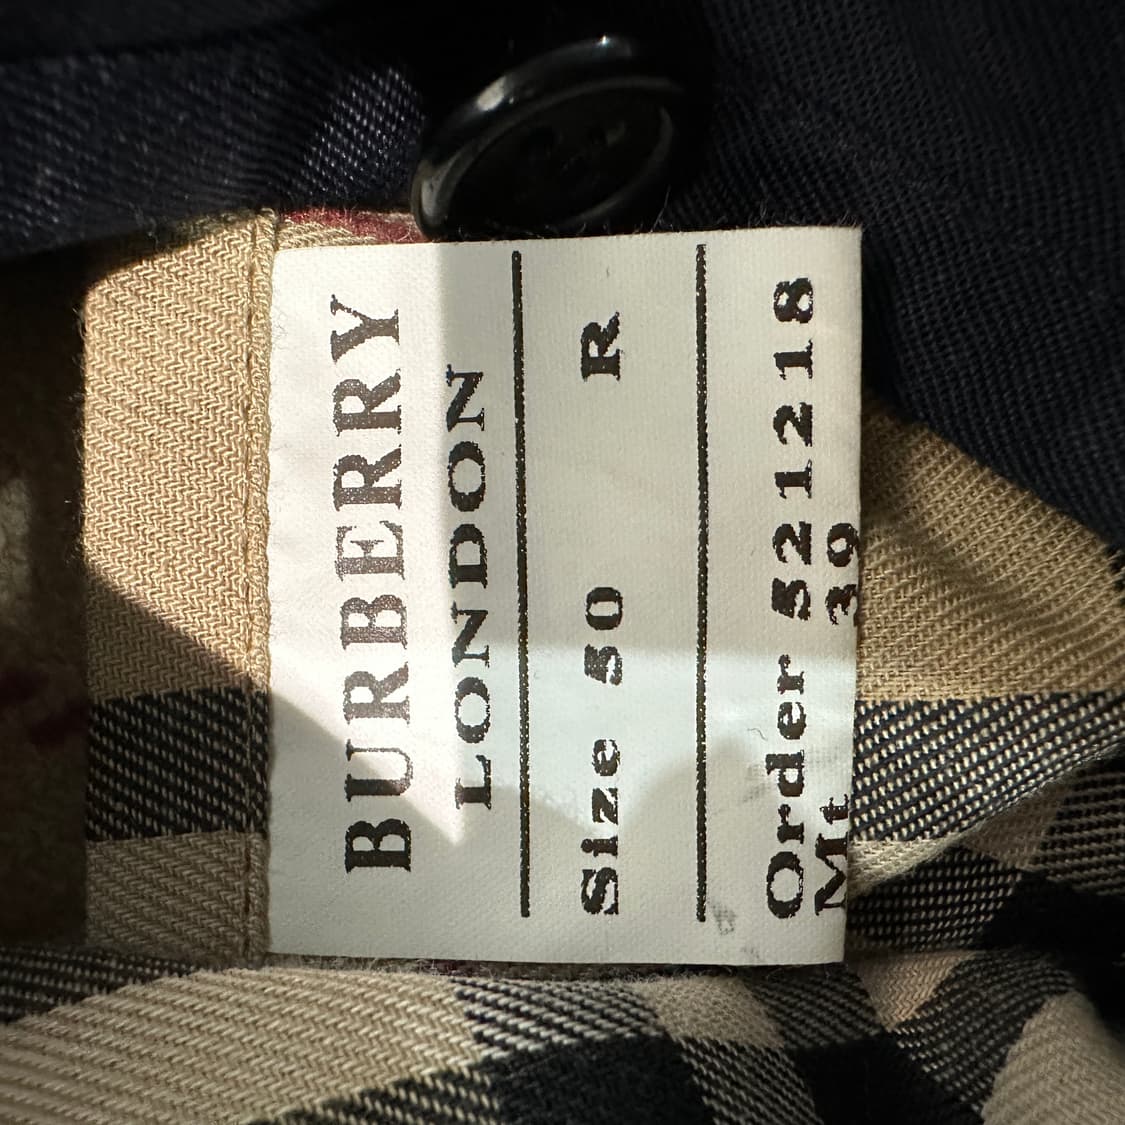 BURBERRY
LONDON
Size 50 R
Order 521218
Mt 39